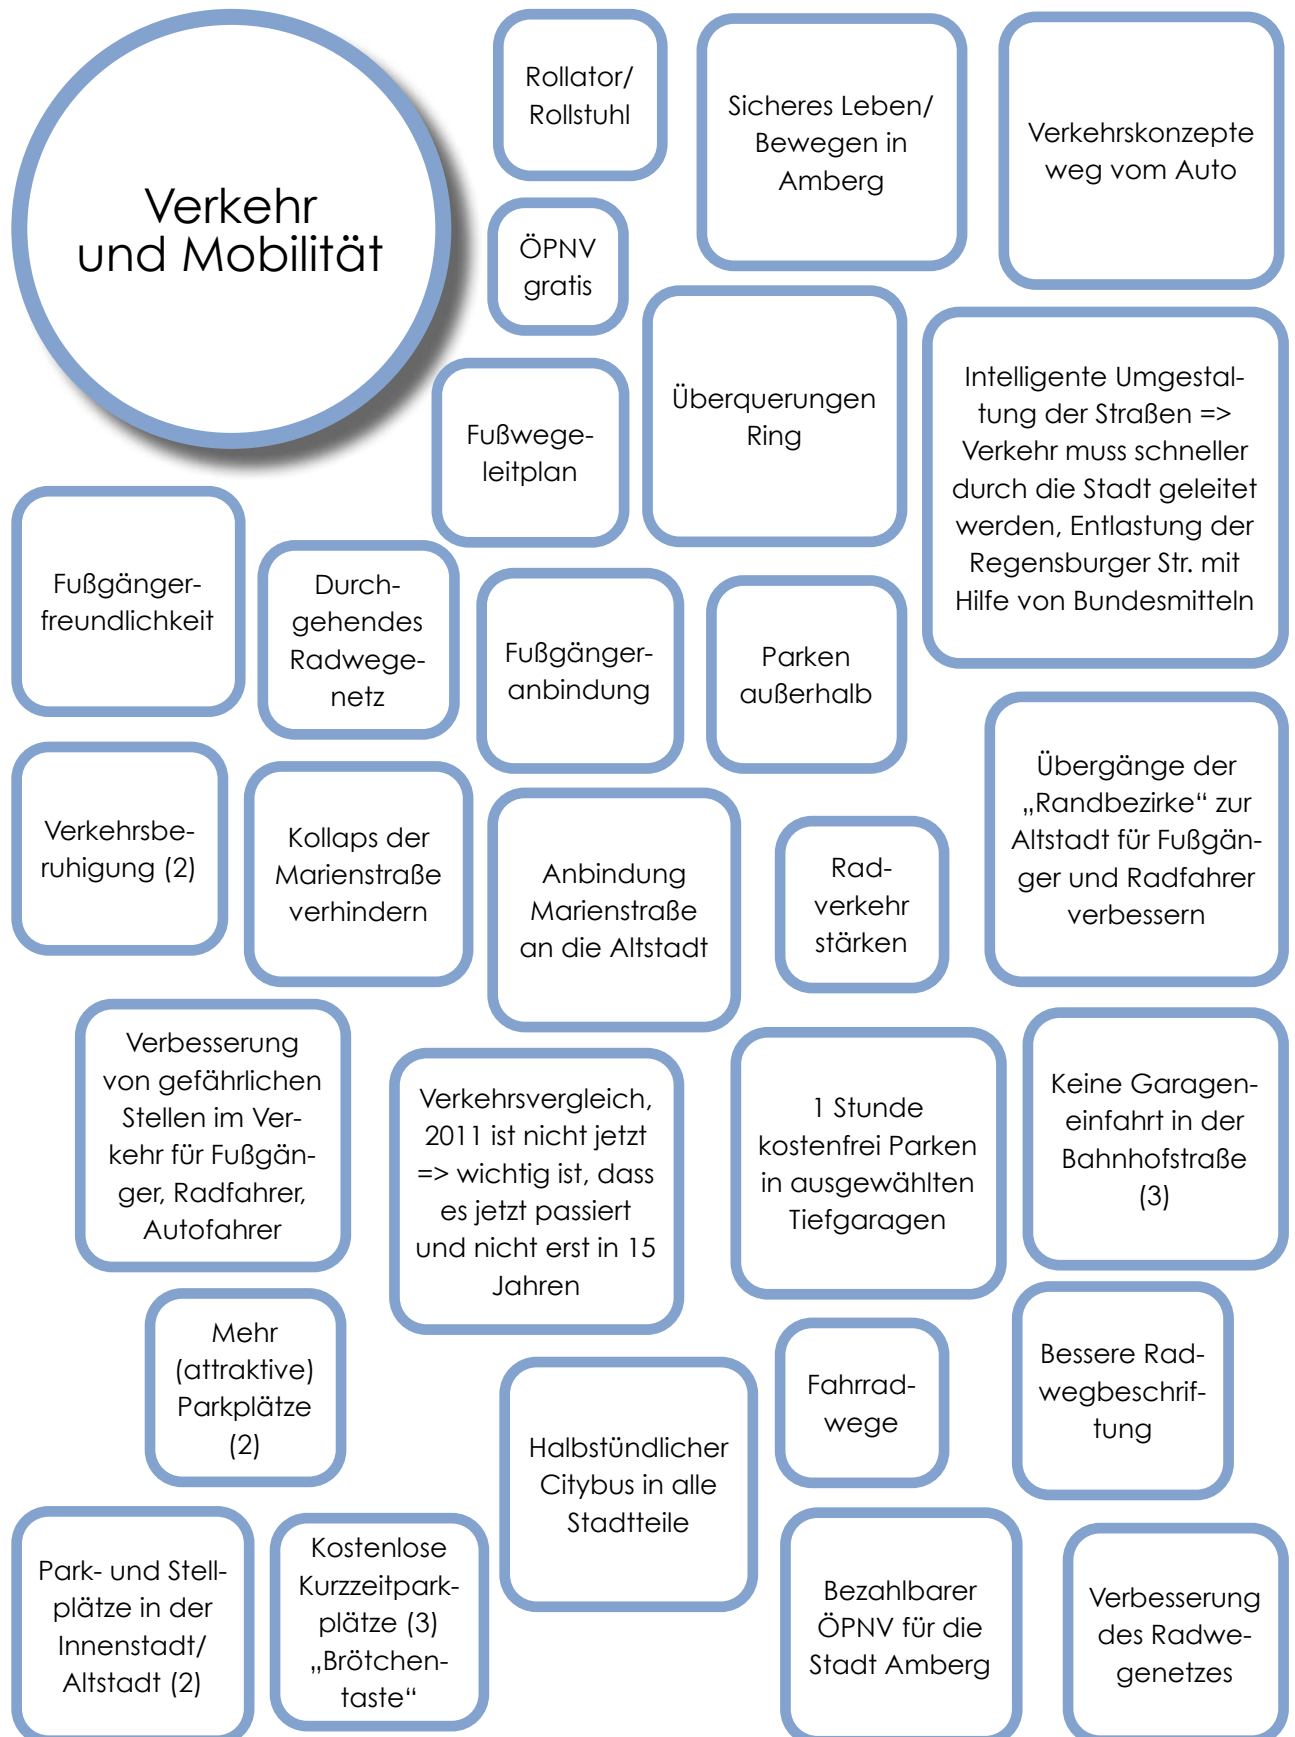 Verkehr
und Mobilität
Rollator/
Rollstuhl
Sicheres Leben/
Bewegen in
Amberg
Verkehrskonzepte
weg vom Auto
ÖPNV
gratis
Überquerungen
Ring
Intelligente Umgestal-
tung der Straßen =>
Verkehr muss schneller
durch die Stadt geleitet
werden, Entlastung der
Regensburger Str. mit
Hilfe von Bundesmitteln
Fußwege-
leitplan
Fußgänger-
freundlichkeit
Durch-
gehendes
Radwege-
netz
Fußgänger-
anbindung
Parken
außerhalb
Übergänge der
„Randbezirke“ zur
Altstadt für Fußgän-
ger und Radfahrer
verbessern
Verkehrsbe-
ruhigung (2)
Kollaps der
Marienstraße
verhindern
Anbindung
Marienstraße
an die Altstadt
Rad-
verkehr
stärken
Verbesserung
von gefährlichen
Stellen im Ver-
kehr für Fußgän-
ger, Radfahrer,
Autofahrer
Verkehrsvergleich,
2011 ist nicht jetzt
=> wichtig ist, dass
es jetzt passiert
und nicht erst in 15
Jahren
1 Stunde
kostenfrei Parken
in ausgewählten
Tiefgaragen
Keine Garagen-
einfahrt in der
Bahnhofstraße
(3)
Mehr
(attraktive)
Parkplätze
(2)
Halbstündlicher
Citybus in alle
Stadtteile
Fahrrad-
wege
Bessere Rad-
wegbeschrif-
tung
Park- und Stell-
plätze in der
Innenstadt/
Altstadt (2)
Kostenlose
Kurzzeitpark-
plätze (3)
„Brötchen-
taste“
Bezahlbarer
ÖPNV für die
Stadt Amberg
Verbesserung
des Radwe-
genetzes